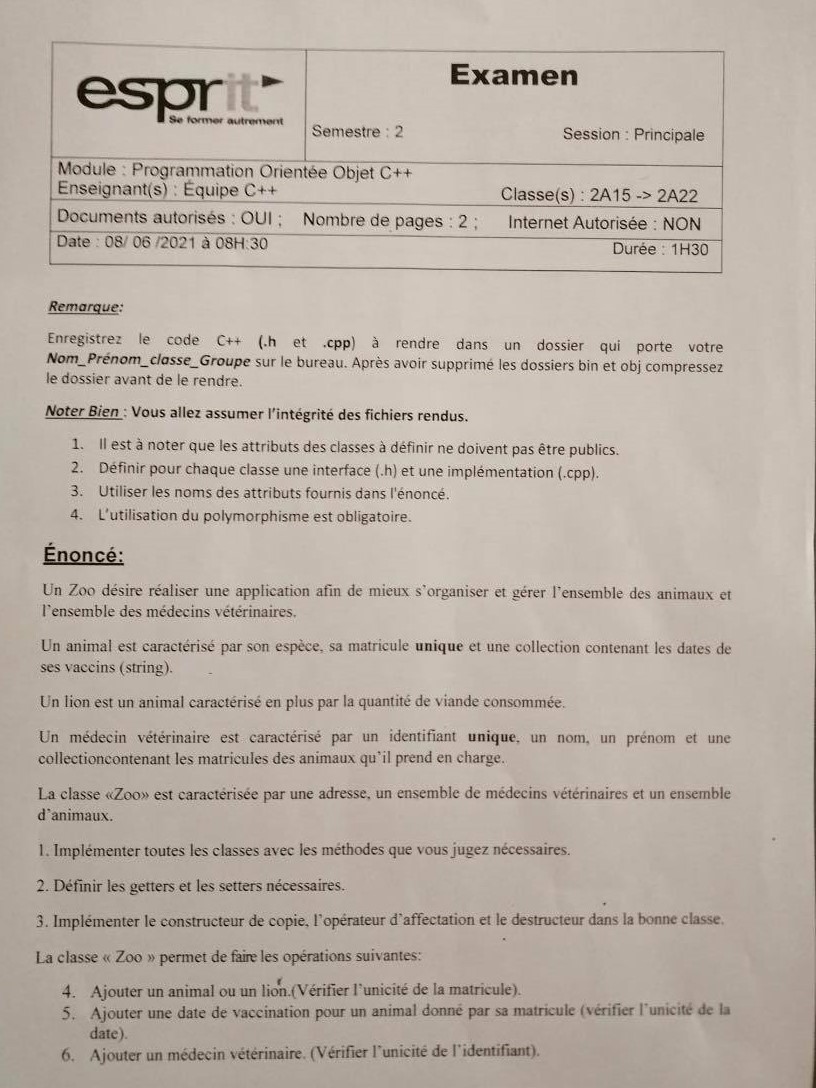 esprit
Se former autrement
Examen
Semestre : 2
Session : Principale
Module : Programmation Orientée Objet C++
Enseignant(s) : Équipe C++
Classe(s) : 2A15 -> 2A22
Documents autorisés : OUI ; Nombre de pages : 2 ; Internet Autorisée : NON
Date : 08/ 06 /2021 à 08H:30
Durée : 1H30
Remarque:
Enregistrez le code C++ (.h et .cpp) à rendre dans un dossier qui porte votre
Nom_Prénom_classe_Groupe sur le bureau. Après avoir supprimé les dossiers bin et obj compressez
le dossier avant de le rendre.
Noter Bien : Vous allez assumer l'intégrité des fichiers rendus.
1. Il est à noter que les attributs des classes à définir ne doivent pas être publics.
2. Définir pour chaque classe une interface (.h) et une implémentation (.cpp).
3. Utiliser les noms des attributs fournis dans l'énoncé.
4. L'utilisation du polymorphisme est obligatoire.
Énoncé:
Un Zoo désire réaliser une application afin de mieux s'organiser et gérer l'ensemble des animaux et
l'ensemble des médecins vétérinaires.
Un animal est caractérisé par son espèce, sa matricule unique et une collection contenant les dates de
ses vaccins (string).
Un lion est un animal caractérisé en plus par la quantité de viande consommée.
Un médecin vétérinaire est caractérisé par un identifiant unique, un nom, un prénom et une
collectioncontenant les matricules des animaux qu'il prend en charge.
La classe «Zoo» est caractérisée par une adresse, un ensemble de médecins vétérinaires et un ensemble
d'animaux.
1. Implémenter toutes les classes avec les méthodes que vous jugez nécessaires.
2. Définir les getters et les setters nécessaires.
3. Implémenter le constructeur de copie, l'opérateur d'affectation et le destructeur dans la bonne classe.
La classe « Zoo » permet de faire les opérations suivantes:
4. Ajouter un animal ou un lion.(Vérifier l'unicité de la matricule).
5. Ajouter une date de vaccination pour un animal donné par sa matricule (vérifier l'unicité de la
date).
6. Ajouter un médecin vétérinaire. (Vérifier l'unicité de l'identifiant).